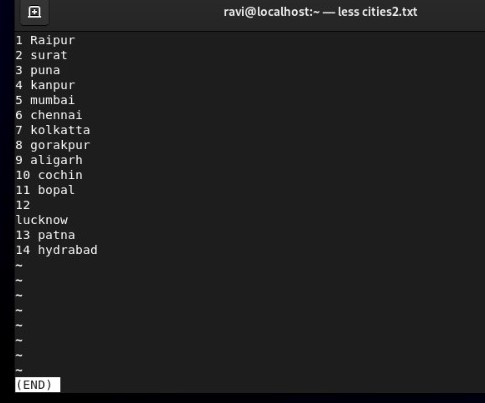 ravi@localhost:~ — less cities2.txt
1 Raipur
2 surat
3 puna
4 kanpur
5 mumbai
6 chennai
7 kolkatta
8 gorakpur
9 aligarh
10 cochin
11 bopal
12
lucknow
13 patna
14 hydrabad
~
~
~
~
~
~
~
~
(END)